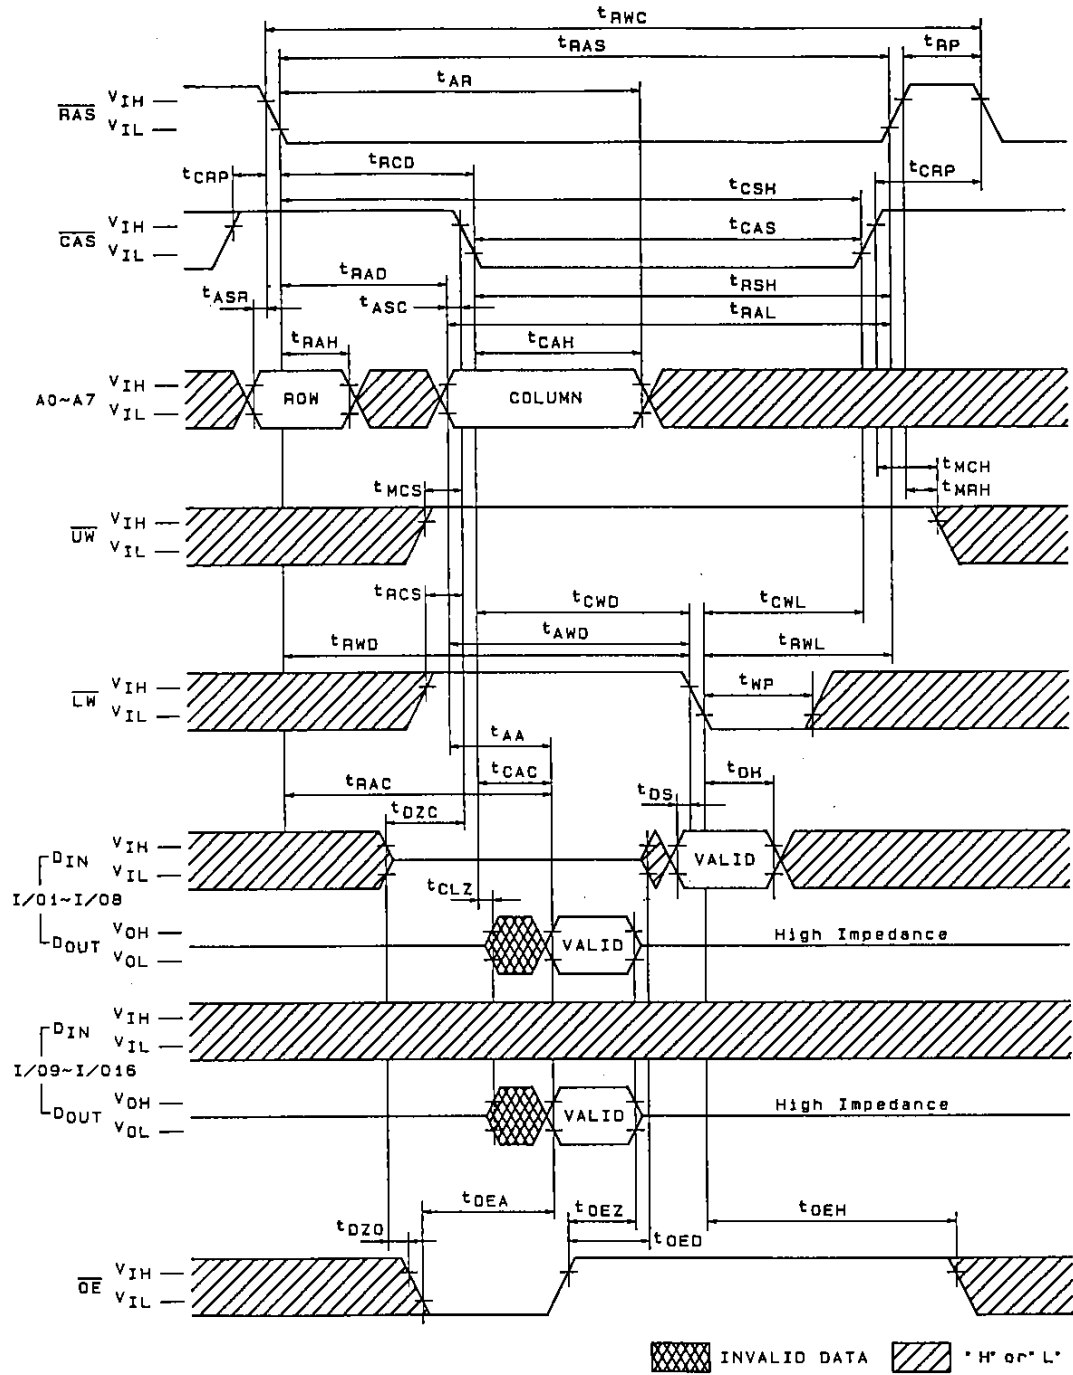 tRWC
tRAS
tRP
tAR
RAS VIH
VIL
tCRP
tRCD
tCRP
tCSH
CAS VIH
VIL
tCAS
tRAD
tRSH
tASR
tASC
tRAL
tRAH
tCAH
A0~A7 VIH
VIL
ROW
COLUMN
tMCH
tMCS
tMRH
UW VIH
VIL
tRCS
tCWD
tCWL
tRWD
tAWD
tRWL
LW VIH
VIL
tWP
tAA
tCAC
tDH
tRAC
tDS
tDZC
DIN VIH
VIL
VALID
I/O1~I/O8
tCLZ
DOUT VOH
VOL
VALID
High Impedance
DIN VIH
VIL
I/O9~I/O16
DOUT VOH
VOL
VALID
High Impedance
tOEA
tOEZ
tOEH
tDZO
tOED
OE VIH
VIL
INVALID DATA
"H" or "L"